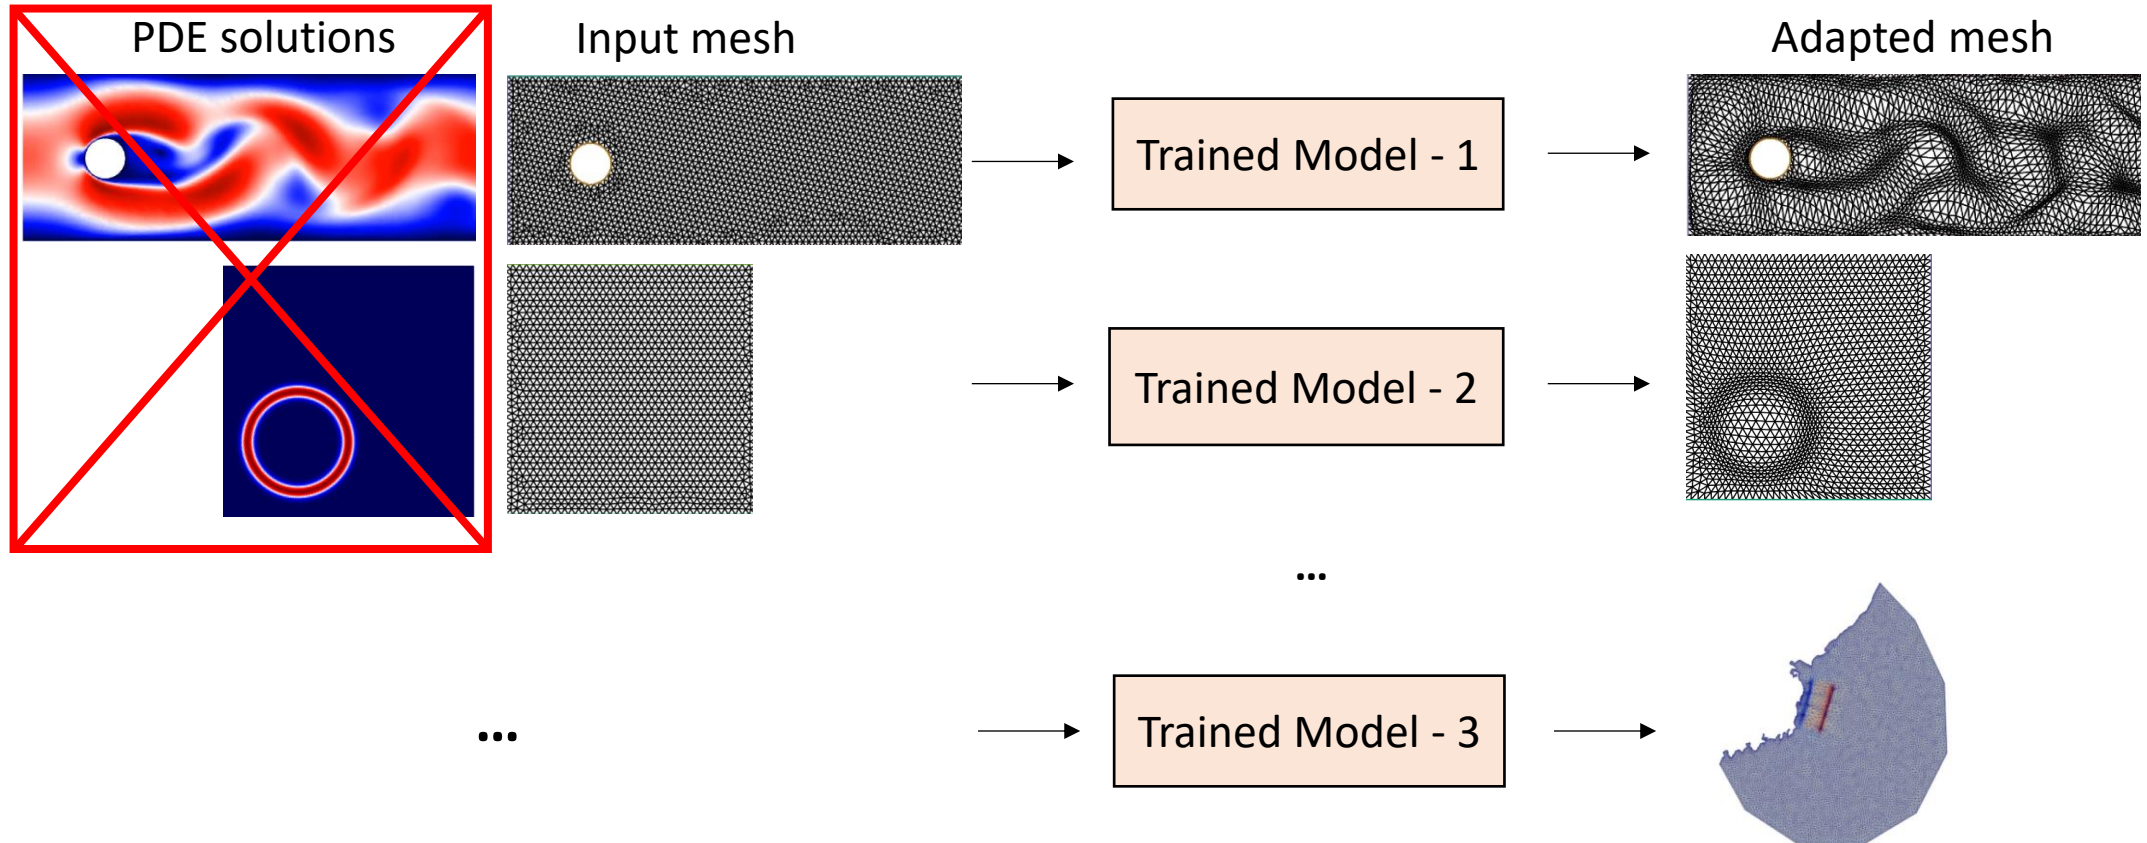 PDE solutions
Input mesh
Adapted mesh
Trained Model - 1
Trained Model - 2
...
... 
Trained Model - 3